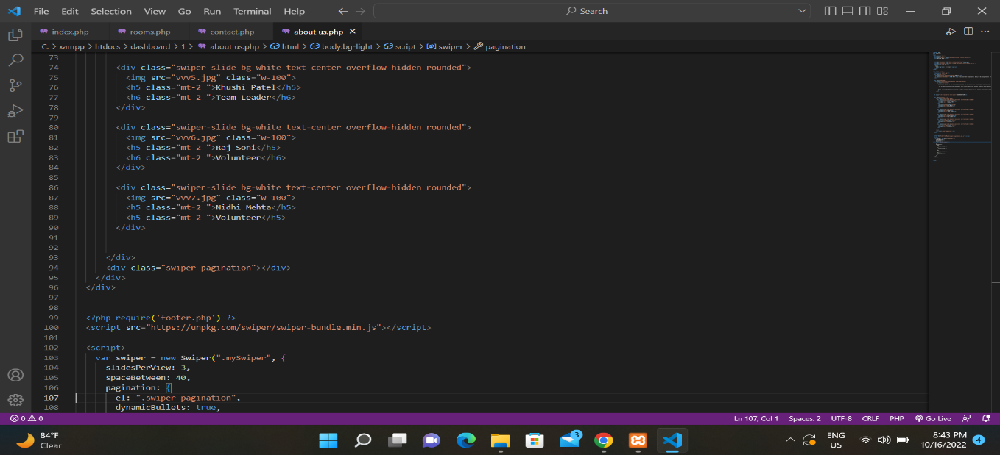 File Edit Selection View Go Run Terminal Help Search
index.php rooms.php contact.php about us.php
C: > xampp > htdocs > dashboard > 1 > about us.php > html > body.bg-light > script > swiper > pagination
73
74 <div class="swiper-slide bg-white text-center overflow-hidden rounded">
75 <img src="vvv5.jpg" class="w-100">
76 <h5 class="mt-2 ">Khushi Patel</h5>
77 <h6 class="mt-2 ">Team Leader</h6>
78 </div>
79
80 <div class="swiper-slide bg-white text-center overflow-hidden rounded">
81 <img src="vvv6.jpg" class="w-100">
82 <h5 class="mt-2 ">Raj Soni</h5>
83 <h6 class="mt-2 ">Volunteer</h6>
84 </div>
85
86 <div class="swiper-slide bg-white text-center overflow-hidden rounded">
87 <img src="vvv7.jpg" class="w-100">
88 <h5 class="mt-2 ">Nidhi Mehta</h5>
89 <h5 class="mt-2 ">Volunteer</h5>
90 </div>
91
92
93 </div>
94 <div class="swiper-pagination"></div>
95 </div>
96 </div>
97
98
99 <?php require('footer.php') ?>
100 <script src="https://unpkg.com/swiper/swiper-bundle.min.js"></script>
101
102 <script>
103 var swiper = new Swiper(".mySwiper", {
104 slidesPerView: 3,
105 spaceBetween: 40,
106 pagination: {
107 el: ".swiper-pagination",
108 dynamicBullets: true,
0 0 Ln 107, Col 1 Spaces: 2 UTF-8 CRLF PHP Go Live
84°F
Clear
3
ENG
US
8:43 PM
10/16/2022
4